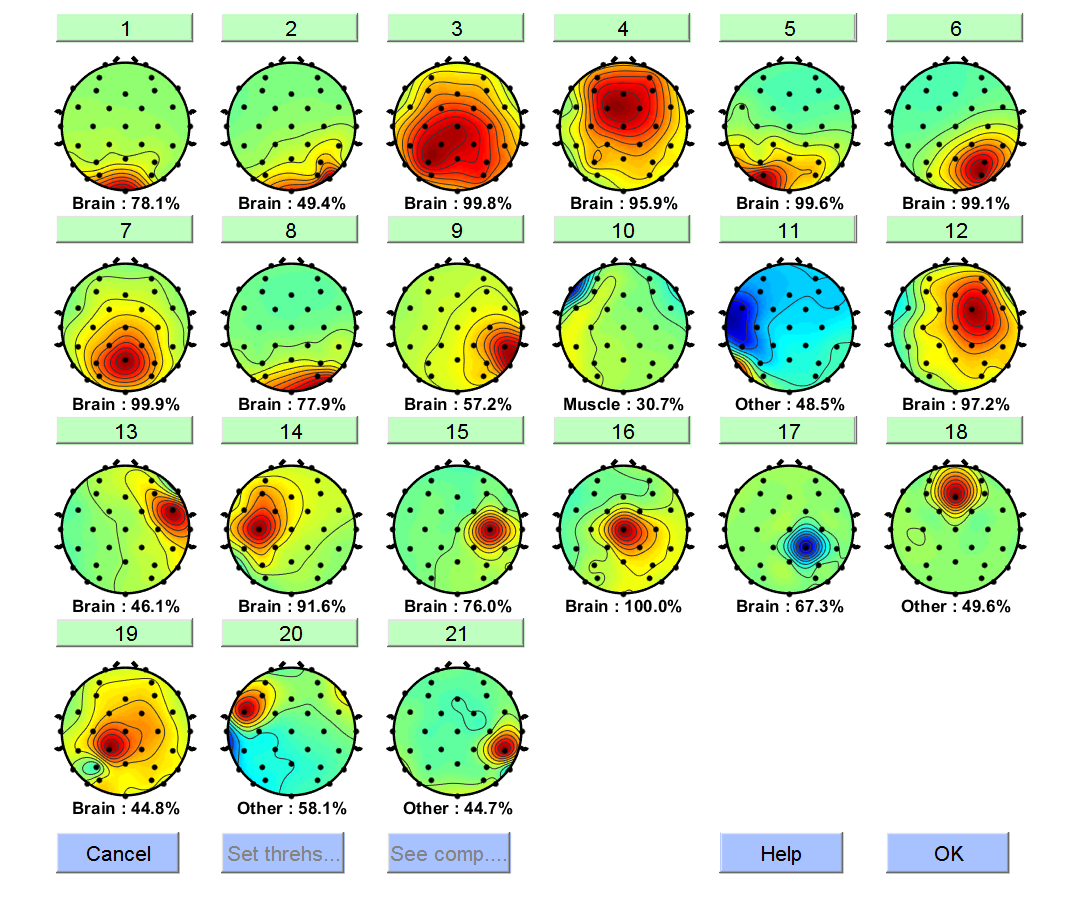 1 2 3 4 5 6
Brain : 78.1% Brain : 49.4% Brain : 99.8% Brain : 95.9% Brain : 99.6% Brain : 99.1%
7 8 9 10 11 12
Brain : 99.9% Brain : 77.9% Brain : 57.2% Muscle : 30.7% Other : 48.5% Brain : 97.2%
13 14 15 16 17 18
Brain : 46.1% Brain : 91.6% Brain : 76.0% Brain : 100.0% Brain : 67.3% Other : 49.6%
19 20 21
Brain : 44.8% Other : 58.1% Other : 44.7%
Cancel Set threhs... See comp.... Help OK